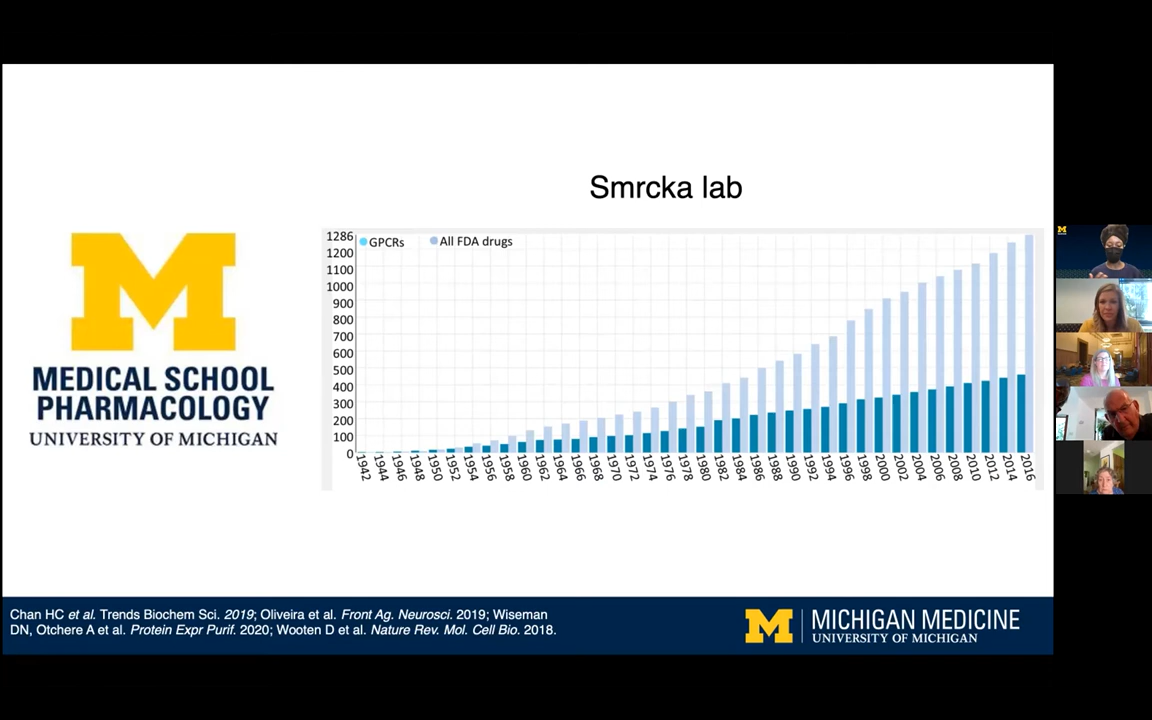 Smrcka lab
M
MEDICAL SCHOOL
PHARMACOLOGY
UNIVERSITY OF MICHIGAN
GPCRs
All FDA drugs
1286
1200
1100
1000
900
800
700
600
500
400
300
200
100
0
1942 1944 1946 1948 1950 1952 1954 1956 1958 1960 1962 1964 1966 1968 1970 1972 1974 1976 1978 1980 1982 1984 1986 1988 1990 1992 1994 1996 1998 2000 2002 2004 2006 2008 2010 2012 2014 2016
Chan HC et al. Trends Biochem Sci. 2019; Oliveira et al. Front Ag. Neurosci. 2019; Wiseman
DN, Otchere A et al. Protein Expr Purif. 2020; Wooten D et al. Nature Rev. Mol. Cell Bio. 2018.
M
MICHIGAN MEDICINE
UNIVERSITY OF MICHIGAN
M